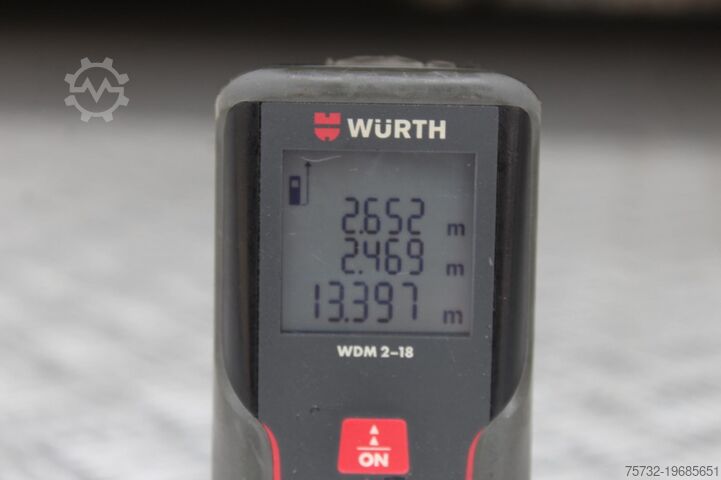 WÜRTH
2.652 m
2.469 m
13.397 m
WDM 2-18
ON
75732-19685651